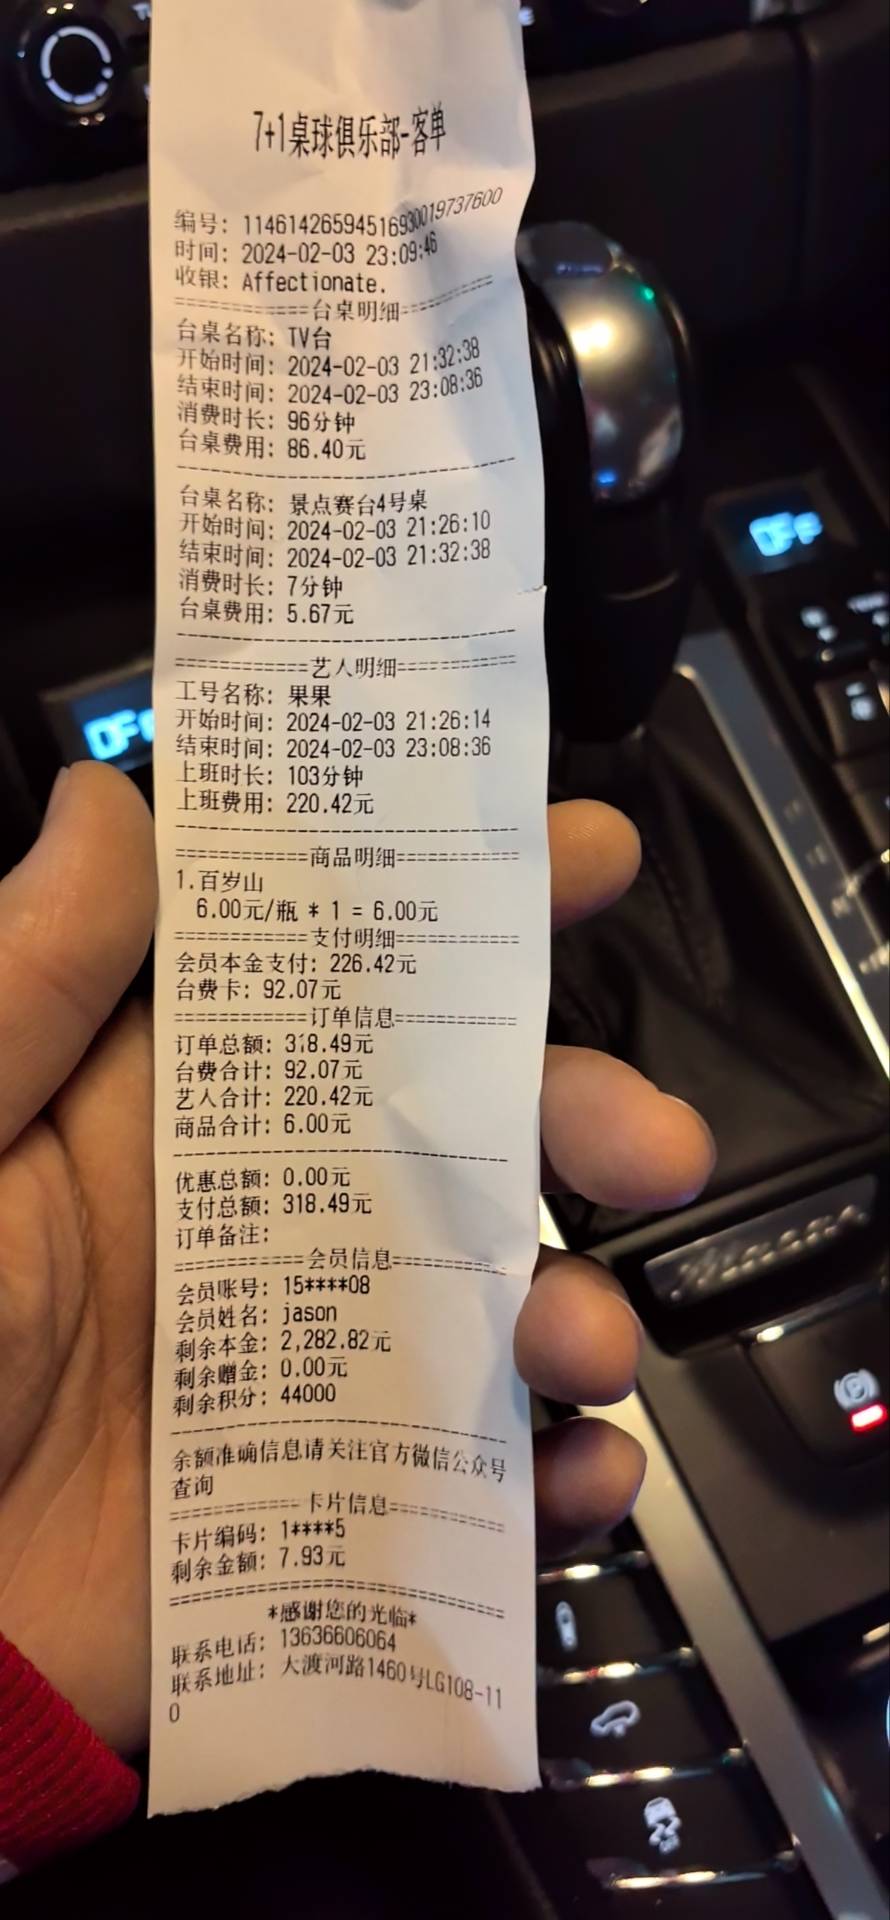 7+1桌球俱乐部-客单
编号: 11461426594516930019737600
时间: 2024-02-03 23:09:46
收银: Affectionate.
===========台桌明细===========
台桌名称: TV台
开始时间: 2024-02-03 21:32:38
结束时间: 2024-02-03 23:08:36
消费时长: 96分钟
台桌费用: 86.40元
台桌名称: 景点赛台4号桌
开始时间: 2024-02-03 21:26:10
结束时间: 2024-02-03 21:32:38
消费时长: 7分钟
台桌费用: 5.67元
===========艺人明细===========
工号名称: 果果
开始时间: 2024-02-03 21:26:14
结束时间: 2024-02-03 23:08:36
上班时长: 103分钟
上班费用: 220.42元
===========商品明细===========
1.百岁山
6.00元/瓶 * 1 = 6.00元
===========支付明细===========
会员本金支付: 226.42元
台费卡: 92.07元
===========订单信息===========
订单总额: 318.49元
台费合计: 92.07元
艺人合计: 220.42元
商品合计: 6.00元
优惠总额: 0.00元
支付总额: 318.49元
订单备注:
===========会员信息===========
会员账号: 15****08
会员姓名: jason
剩余本金: 2,282.82元
剩余赠金: 0.00元
剩余积分: 44000
余额准确信息请关注官方微信公众号
查询
===========卡片信息===========
卡片编码: 1****5
剩余金额: 7.93元
*感谢您的光临*
联系电话: 13636606064
联系地址: 大渡河路1460号LG108-11
0
OFF